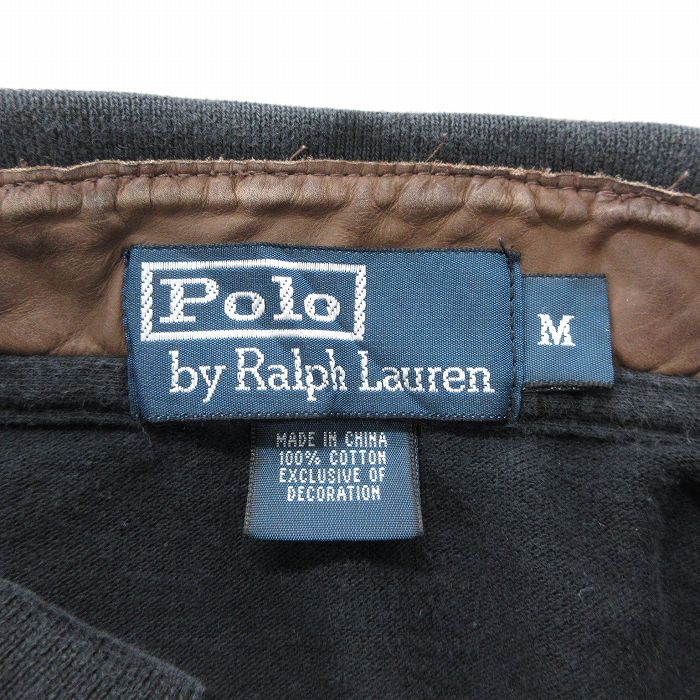 Polo
by Ralph Lauren
M
MADE IN CHINA
100% COTTON
EXCLUSIVE OF
DECORATION